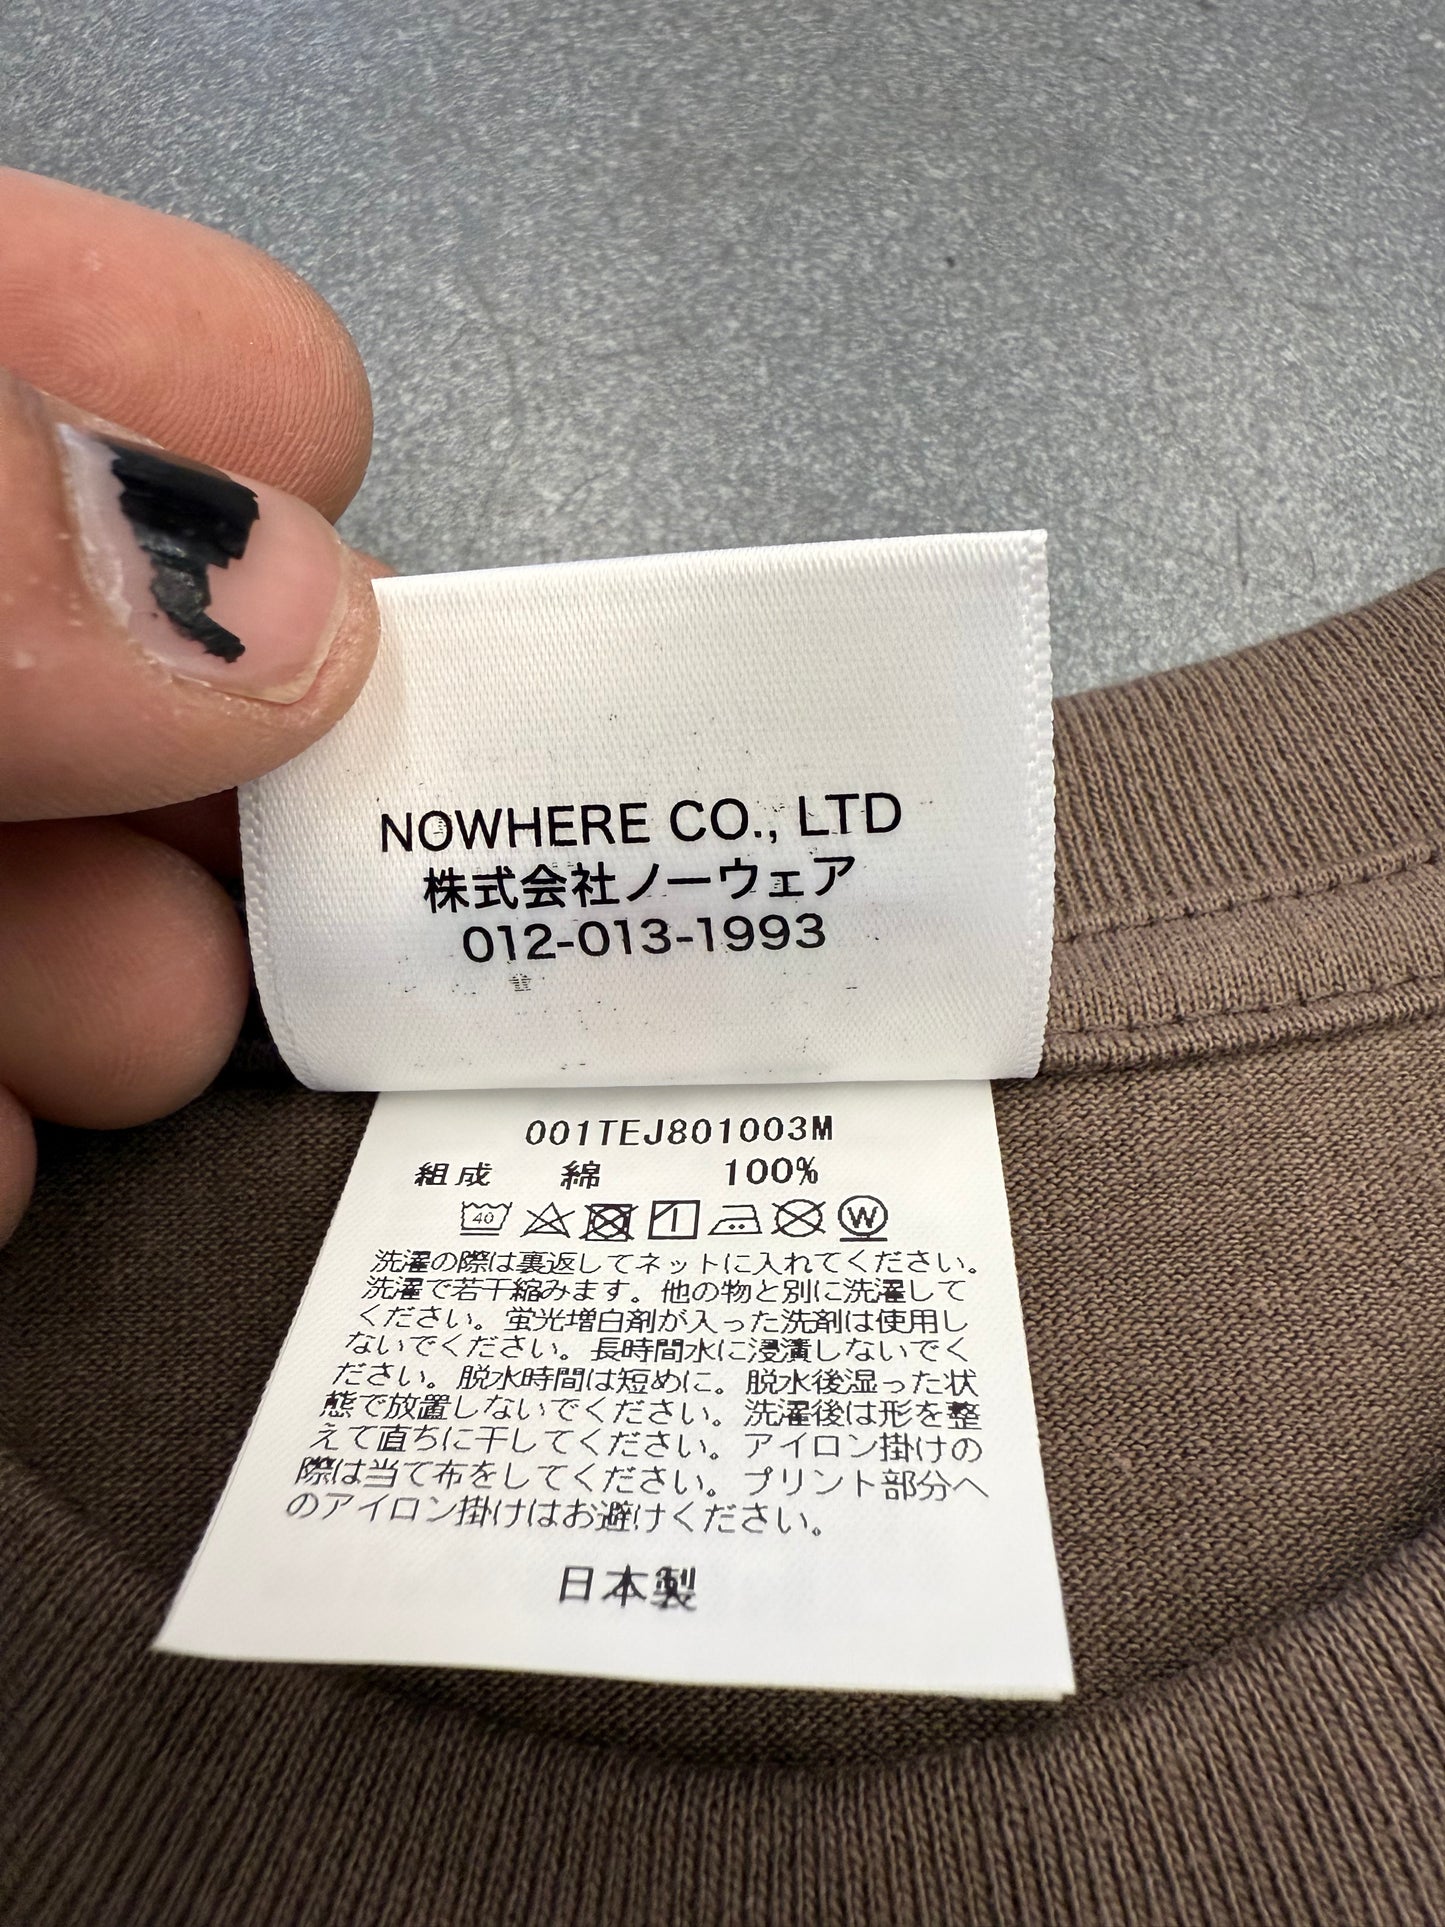 NOWHERE CO., LTD
株式会社ノーウェア
012-013-1993
001TEJ801003M
組成 綿 100%
40 W
洗濯の際は裏返してネットに入れてください。
洗濯で若干縮みます。他の物と別に洗濯して
ください。蛍光増白剤が入った洗剤は使用し
ないでください。長時間水に浸漬しないでく
ださい。脱水時間は短めに。脱水後湿った状
態で放置しないでください。洗濯後は形を整
えて直ちに干してください。アイロン掛けの
際は当て布をしてください。プリント部分へ
のアイロン掛けはお避けください。
日本製